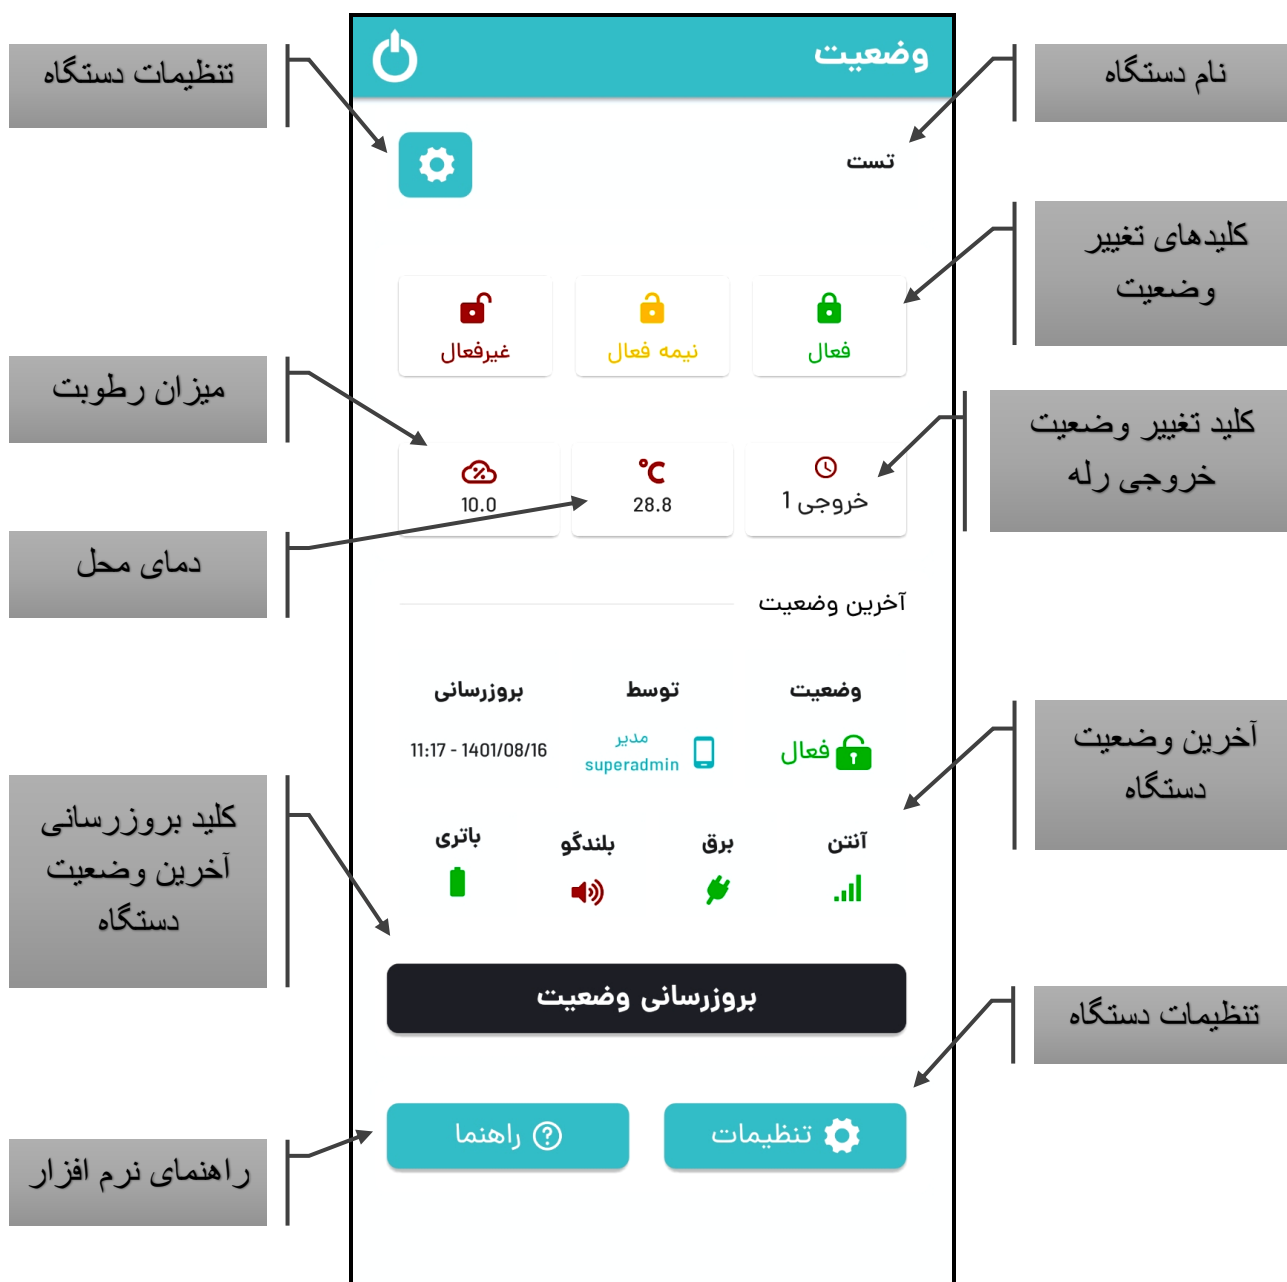 وضعیت
تنظیمات دستگاه
نام دستگاه
تست
کلیدهای تغییر
وضعیت
فعال
نیمه فعال
غیرفعال
میزان رطوبت
کلید تغییر وضعیت
خروجی رله
خروجی 1
°C
28.8
10.0
دمای محل
آخرین وضعیت
وضعیت
توسط
بروزرسانی
فعال
مدیر
superadmin
1401/08/16 - 11:17
آخرین وضعیت
دستگاه
کلید بروزرسانی
آخرین وضعیت
دستگاه
آنتن
برق
بلندگو
باتری
بروزرسانی وضعیت
تنظیمات دستگاه
تنظیمات
راهنما
راهنمای نرم افزار